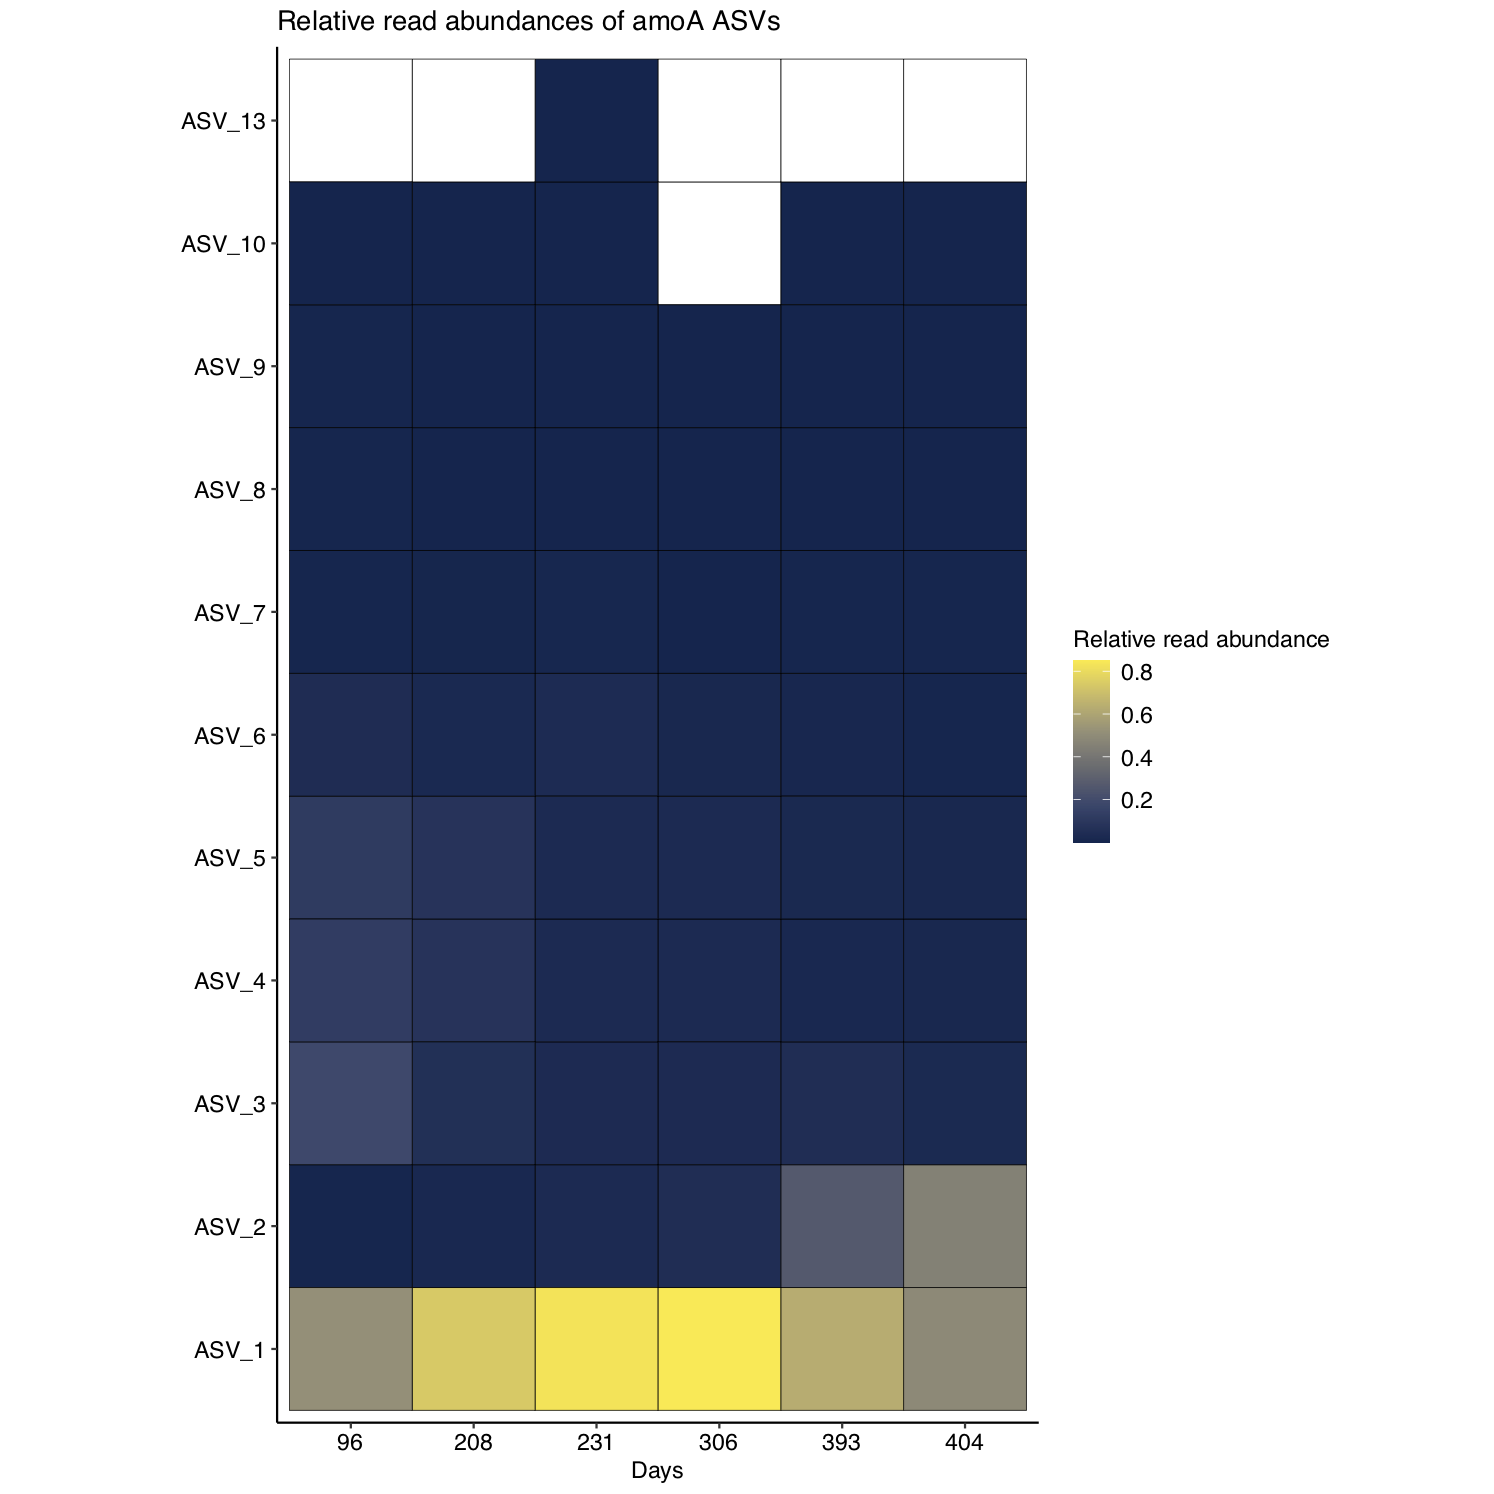 Relative read abundances of amoA ASVs
ASV_13
ASV_10
ASV_9
ASV_8
ASV_7
ASV_6
ASV_5
ASV_4
ASV_3
ASV_2
ASV_1
96 208 231 306 393 404
Days
Relative read abundance
0.8
0.6
0.4
0.2